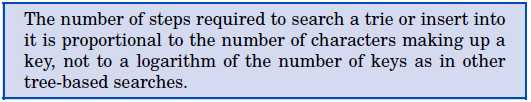 The number of steps required to search a trie or insert into
it is proportional to the number of characters making up a
key, not to a logarithm of the number of keys as in other
tree-based searches.